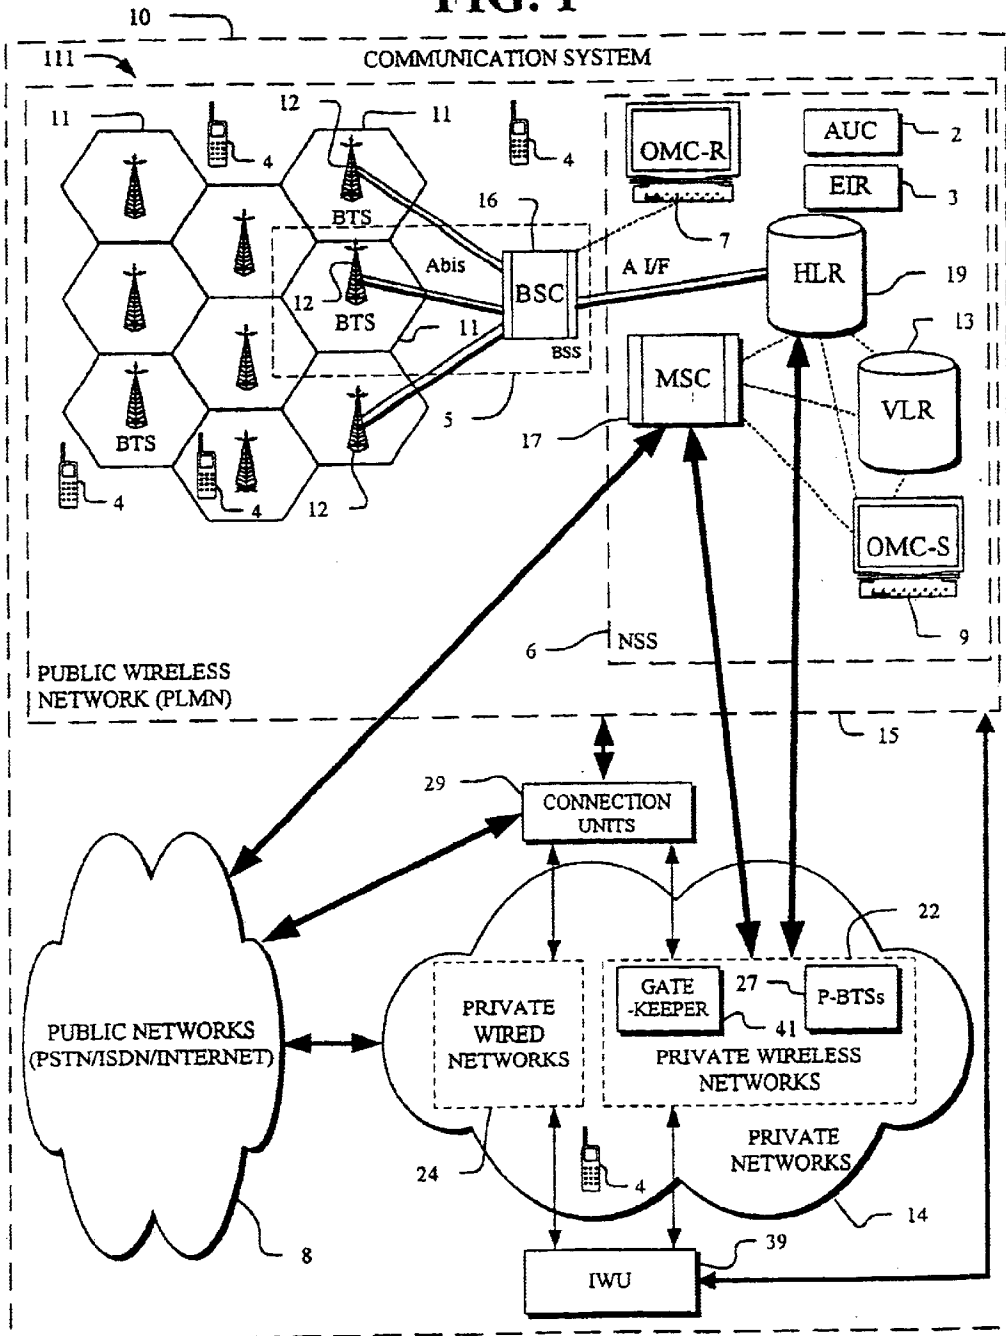 FIG. 1
10
COMMUNICATION SYSTEM
111
11
12
11
4
4
OMC-R
AUC
2
EIR
3
BTS
16
7
HLR
19
Abis
BSC
A I/F
12
BTS
11
BSS
13
MSC
VLR
5
17
BTS
4
4
12
OMC-S
9
6
NSS
PUBLIC WIRELESS
NETWORK (PLMN)
15
29
CONNECTION
UNITS
22
PUBLIC NETWORKS
(PSTN/ISDN/INTERNET)
PRIVATE
WIRED
NETWORKS
GATE
-KEEPER
27
P-BTSs
41
PRIVATE WIRELESS
NETWORKS
PRIVATE
NETWORKS
24
4
14
8
39
IWU